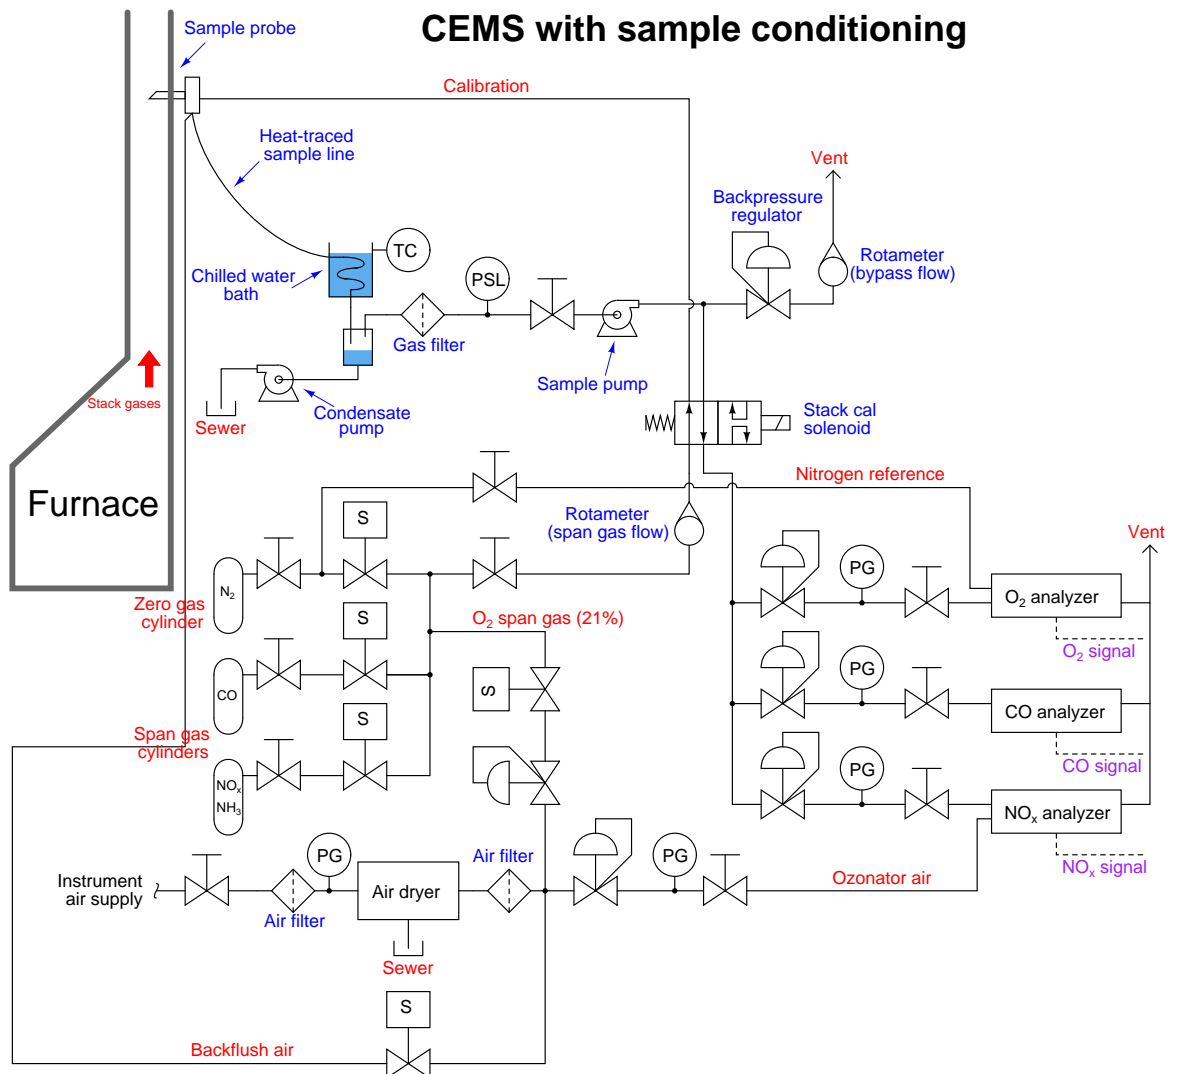 CEMS with sample conditioning
Sample probe
Calibration
Heat-traced
sample line
Vent
Backpressure
regulator
Rotameter
(bypass flow)
TC
Chilled water
bath
PSL
Gas filter
Sample pump
Stack gases
Condensate
pump
Sewer
Stack cal
solenoid
Furnace
Nitrogen reference
S
Rotameter
(span gas flow)
Vent
N₂
Zero gas
cylinder
PG
O₂ analyzer
S
O₂ span gas (21%)
O₂ signal
CO
S
PG
CO analyzer
S
Span gas
cylinders
CO signal
NOₓ
NH₃
PG
NOₓ analyzer
NOₓ signal
Instrument
air supply
PG
Air filter
Air dryer
Air filter
PG
Ozonator air
Sewer
S
Backflush air